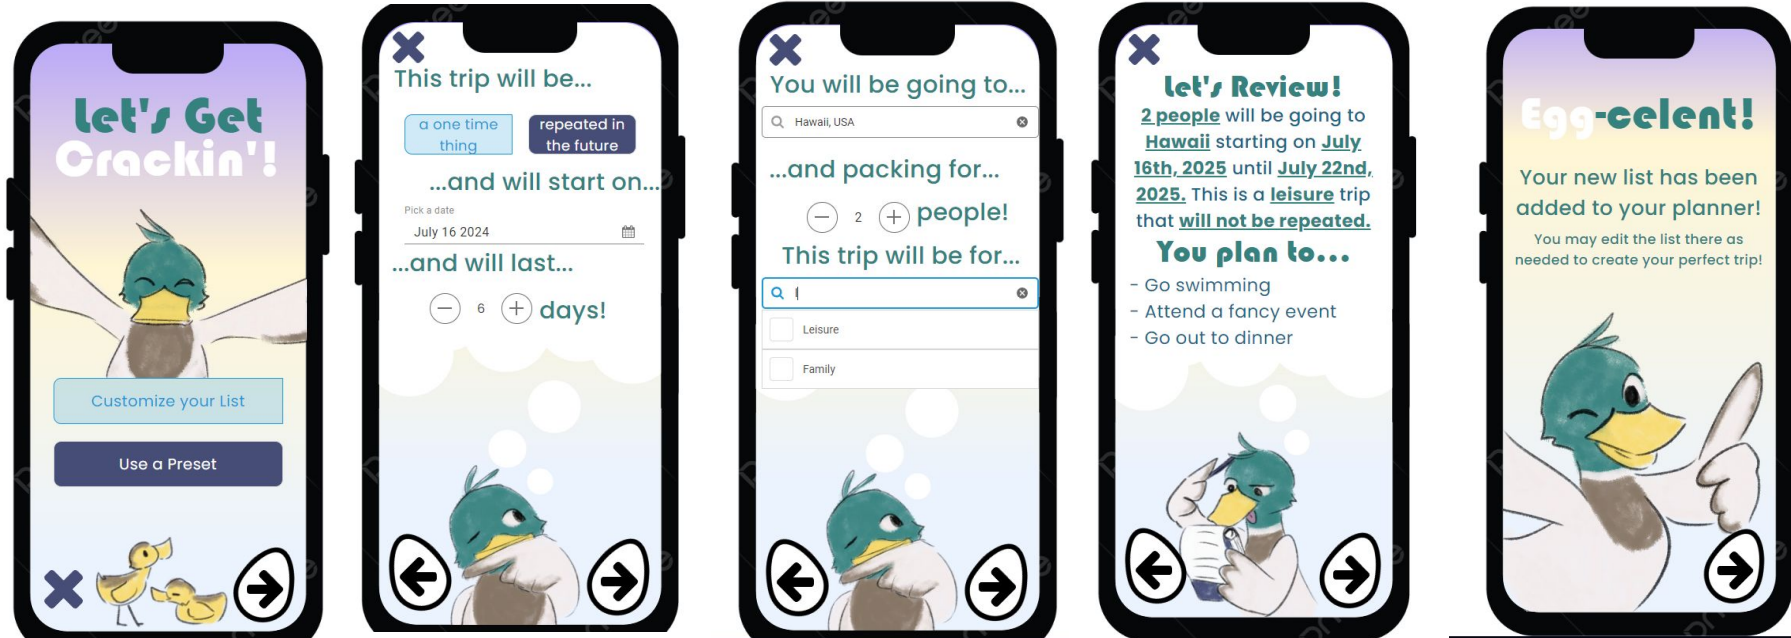 Let's Get
Crackin'!
Customize your List
Use a Preset
This trip will be...
a one time
thing
repeated in
the future
...and will start on...
Pick a date
July 16 2024
...and will last...
6
days!
You will be going to...
Hawaii, USA
...and packing for...
2
people!
This trip will be for...
l
Leisure
Family
Let's Review!
2 people will be going to
Hawaii starting on July
16th, 2025 until July 22nd,
2025. This is a leisure trip
that will not be repeated.
You plan to...
- Go swimming
- Attend a fancy event
- Go out to dinner
Egg-celent!
Your new list has been
added to your planner!
You may edit the list there as
needed to create your perfect trip!